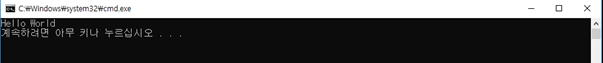 C:₩Windows₩system32₩cmd.exe
Hello World
계속하려면 아무 키나 누르십시오 . . .